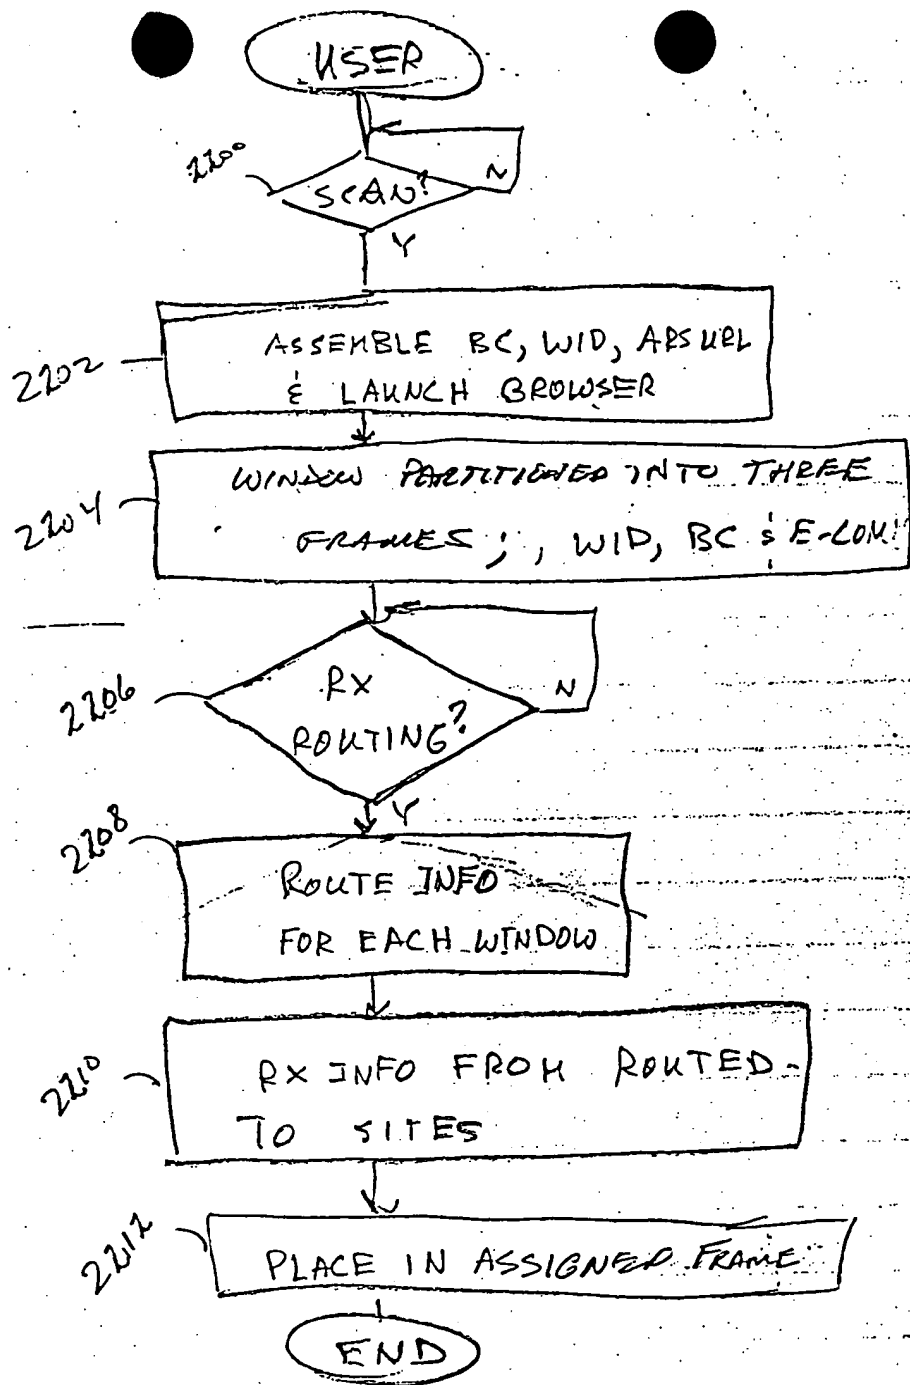 USER
2200
SCAN?
N
Y
2202
ASSEMBLE BC, WID, ARS URL
& LAUNCH BROWSER
2204
WINDOW PARTITIONED INTO THREE
FRAMES;, WID, BC & E-COM.
2206
RX
ROUTING?
N
Y
2208
ROUTE INFO
FOR EACH WINDOW
2210
RX INFO FROM ROUTED-
TO SITES
2212
PLACE IN ASSIGNED FRAME
END